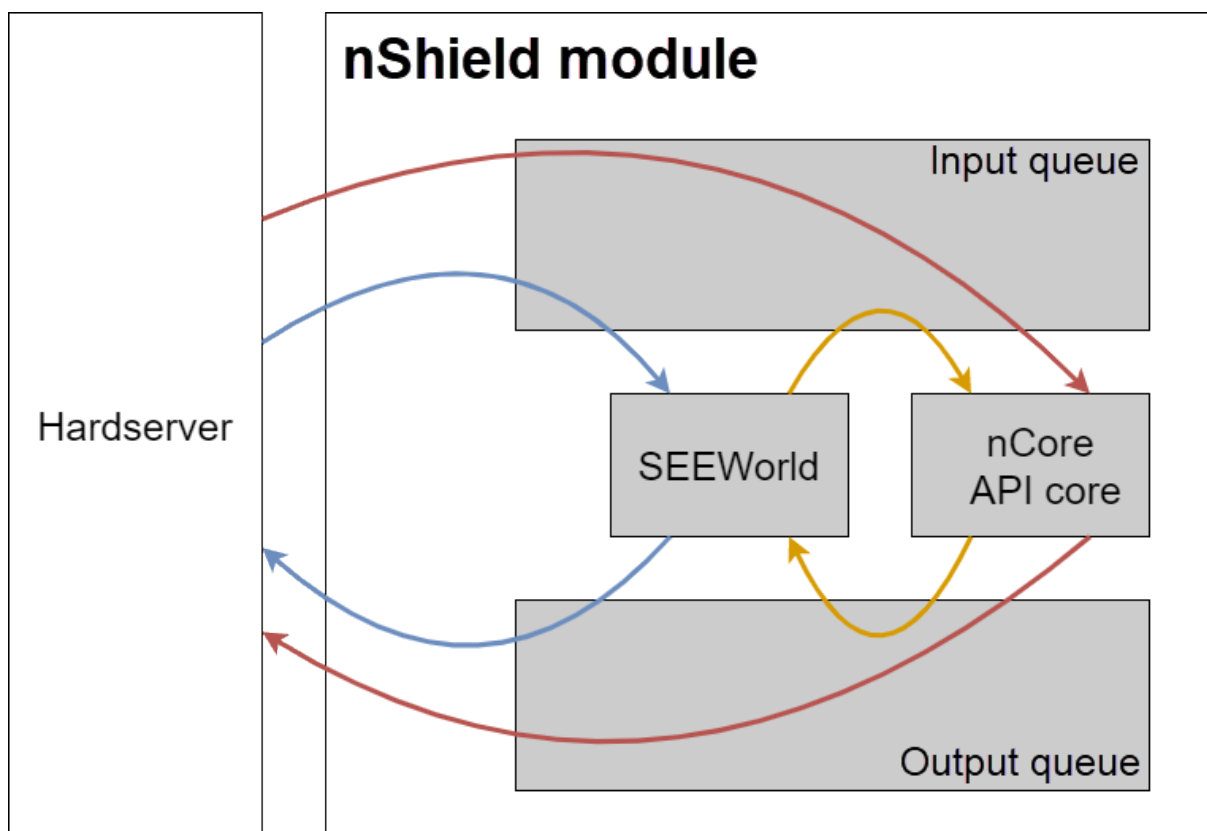 nShield module
Input queue
Hardserver
SEEWorld
nCore
API core
Output queue